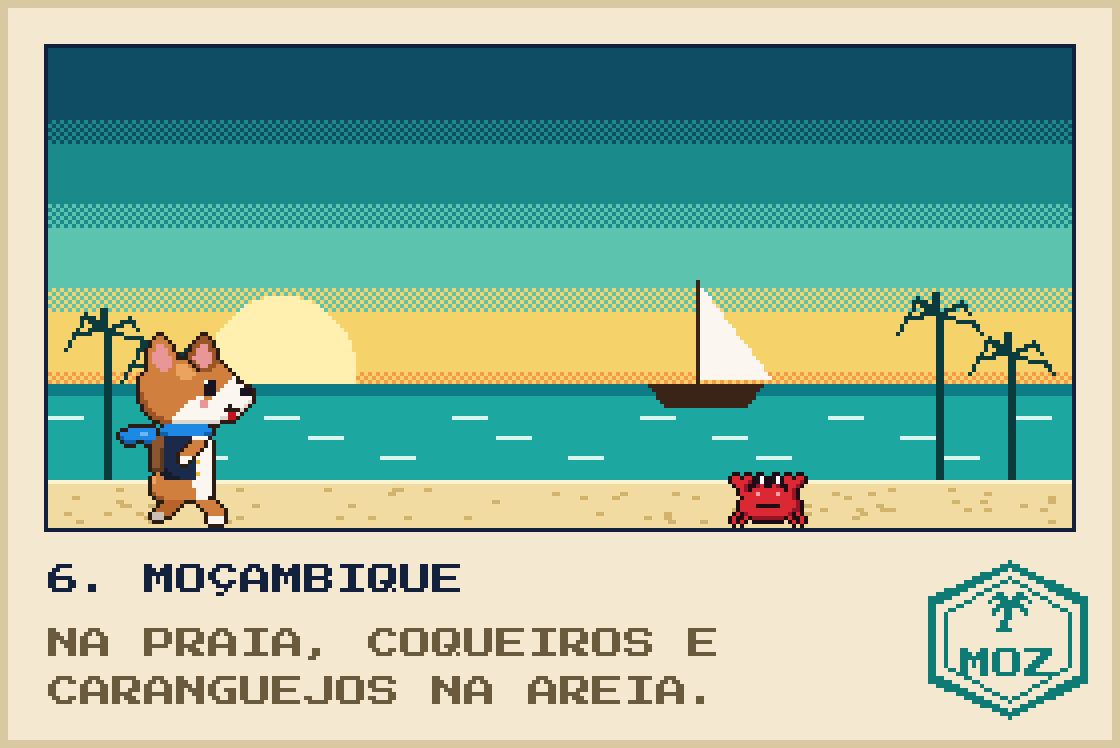 6. MOÇAMBIQUE
NA PRAIA, COQUEIROS E
CARANGUEJOS NA AREIA.
MOZ